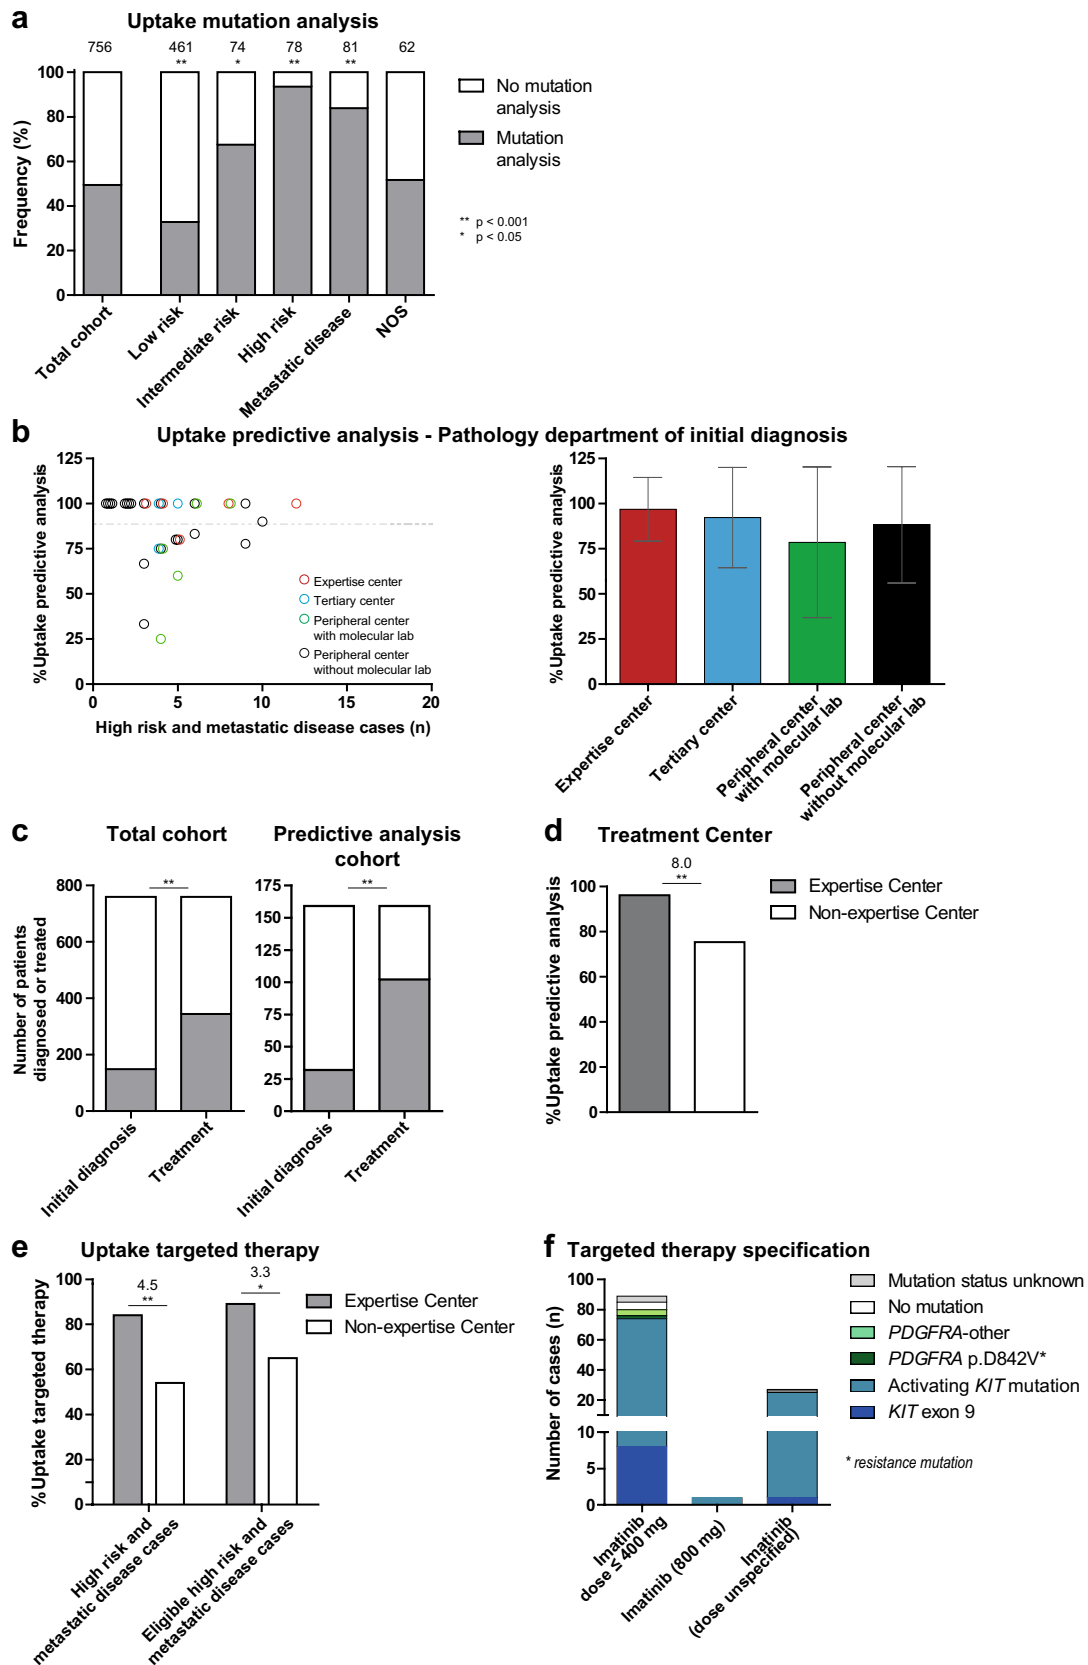 a
Uptake mutation analysis
756 461 74 78 81 62
** * ** **
Frequency (%)
100
80
60
40
20
0
Total cohort
Low risk
Intermediate risk
High risk
Metastatic disease
NOS
No mutation
analysis
Mutation
analysis
** p < 0.001
* p < 0.05
b
Uptake predictive analysis - Pathology department of initial diagnosis
%Uptake predictive analysis
125
100
75
50
25
0
0 5 10 15 20
High risk and metastatic disease cases (n)
Expertise center
Tertiary center
Peripheral center
with molecular lab
Peripheral center
without molecular lab
%Uptake predictive analysis
125
100
75
50
25
0
Expertise center
Tertiary center
Peripheral center
with molecular lab
Peripheral center
without molecular lab
c
Total cohort
Number of patients
diagnosed or treated
800
600
400
200
0
**
Initial diagnosis
Treatment
Predictive analysis
cohort
175
150
125
100
75
50
25
0
**
Initial diagnosis
Treatment
d
Treatment Center
%Uptake predictive analysis
100
80
60
40
20
0
8.0
**
Expertise Center
Non-expertise Center
e
Uptake targeted therapy
%Uptake targeted therapy
100
80
60
40
20
0
4.5
**
3.3
*
High risk and
metastatic disease cases
Eligible high risk and
metastatic disease cases
Expertise Center
Non-expertise Center
f
Targeted therapy specification
Number of cases (n)
100
80
60
40
20
10
5
0
Imatinib
dose ≤ 400 mg
Imatinib (800 mg)
Imatinib
(dose unspecified)
Mutation status unknown
No mutation
PDGFRA-other
PDGFRA p.D842V*
Activating KIT mutation
KIT exon 9
* resistance mutation